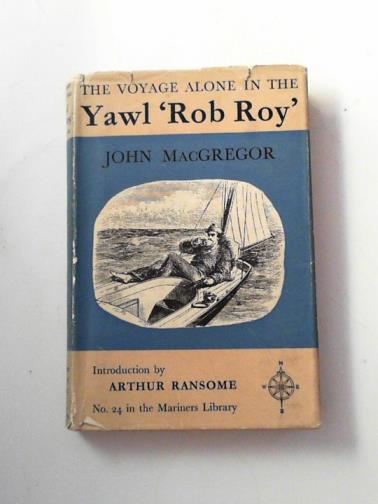 THE VOYAGE ALONE IN THE
Yawl ‘Rob Roy’
JOHN MACGREGOR
Introduction by
ARTHUR RANSOME
No. 24 in the Mariners Library
N
W E
S